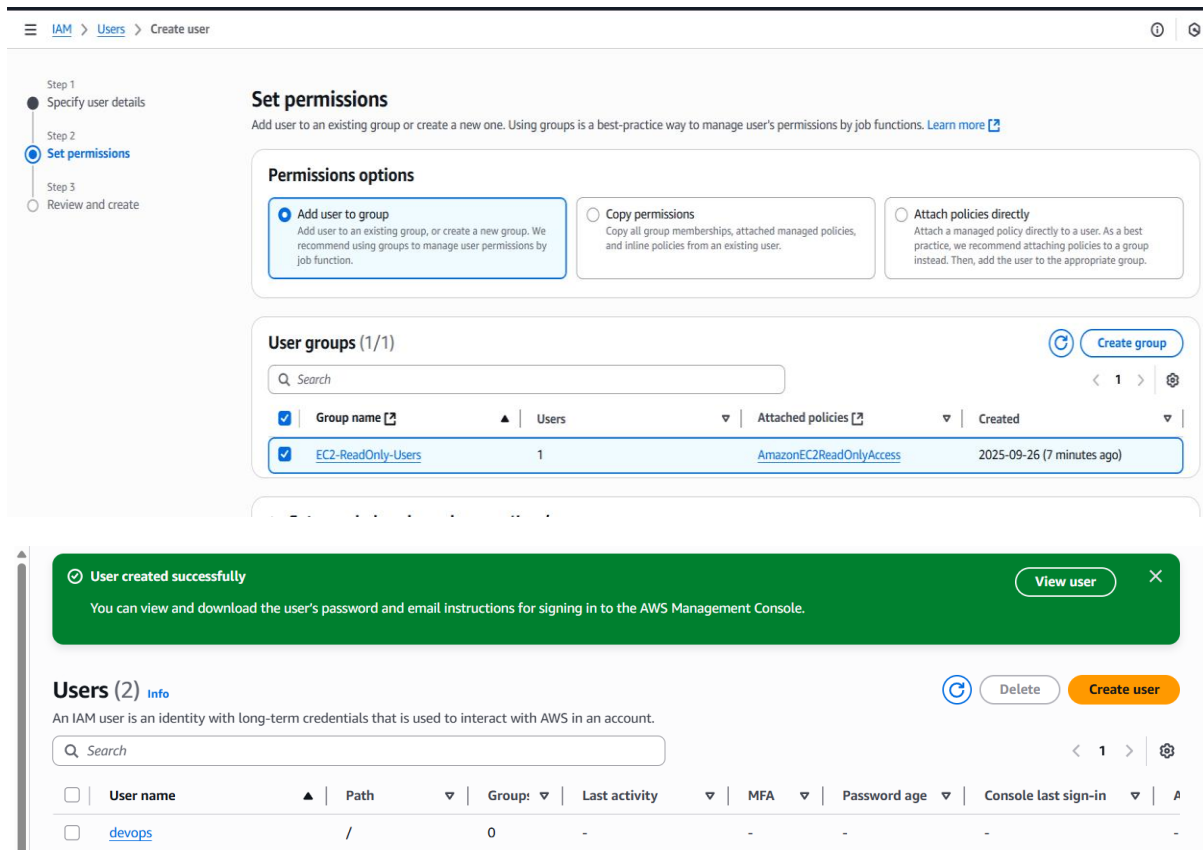 IAM > Users > Create user
Step 1
Specify user details
Step 2
Set permissions
Step 3
Review and create
Set permissions
Add user to an existing group or create a new one. Using groups is a best-practice way to manage user's permissions by job functions. Learn more
Permissions options
Add user to group
Add user to an existing group, or create a new group. We
recommend using groups to manage user permissions by
job function.
Copy permissions
Copy all group memberships, attached managed policies,
and inline policies from an existing user.
Attach policies directly
Attach a managed policy directly to a user. As a best
practice, we recommend attaching policies to a group
instead. Then, add the user to the appropriate group.
User groups (1/1)
Create group
Search
< 1 >
Group name Users Attached policies Created
EC2-ReadOnly-Users 1 AmazonEC2ReadOnlyAccess 2025-09-26 (7 minutes ago)
User created successfully
View user
You can view and download the user's password and email instructions for signing in to the AWS Management Console.
Users (2) Info
Delete
Create user
An IAM user is an identity with long-term credentials that is used to interact with AWS in an account.
Search
< 1 >
User name Path Group: Last activity MFA Password age Console last sign-in A
devops / 0 - - - - -